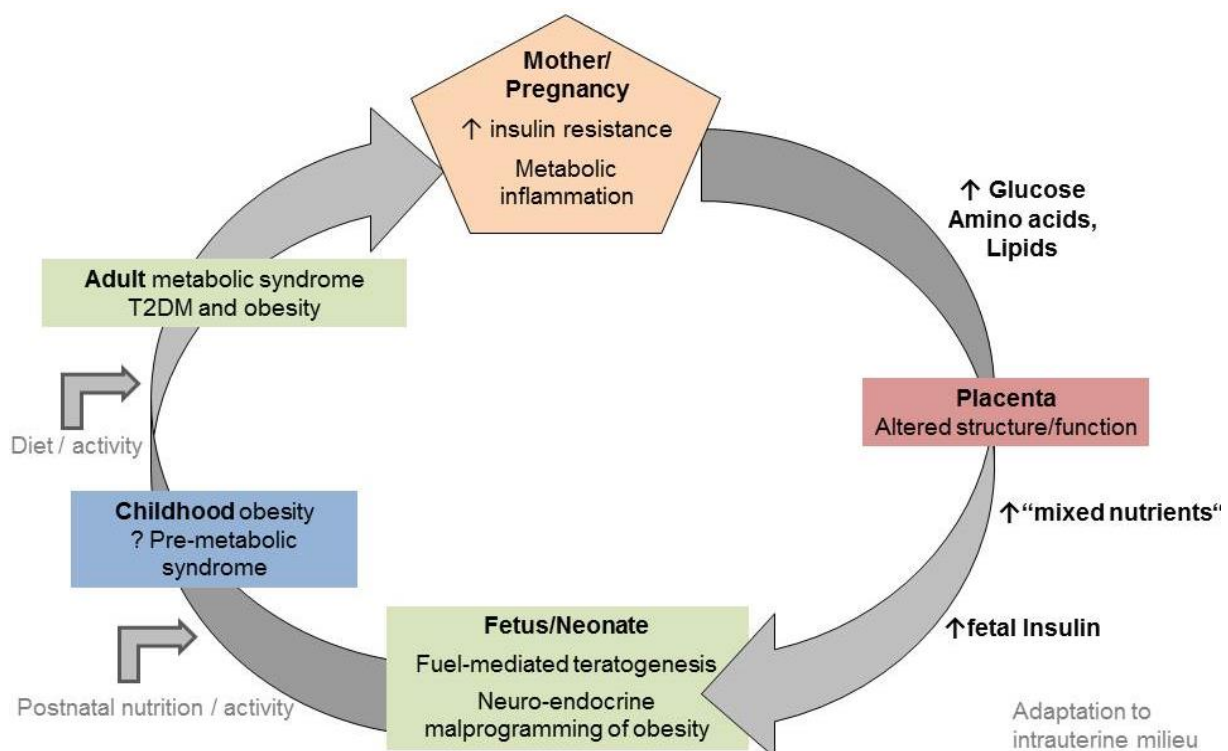 Mother/
Pregnancy
↑ insulin resistance
Metabolic
inflammation
↑ Glucose
Amino acids,
Lipids
Placenta
Altered structure/function
↑“mixed nutrients“
↑fetal Insulin
Adaptation to
intrauterine milieu
Fetus/Neonate
Fuel-mediated teratogenesis
Neuro-endocrine
malprogramming of obesity
Postnatal nutrition / activity
Childhood obesity
? Pre-metabolic
syndrome
Diet / activity
Adult metabolic syndrome
T2DM and obesity